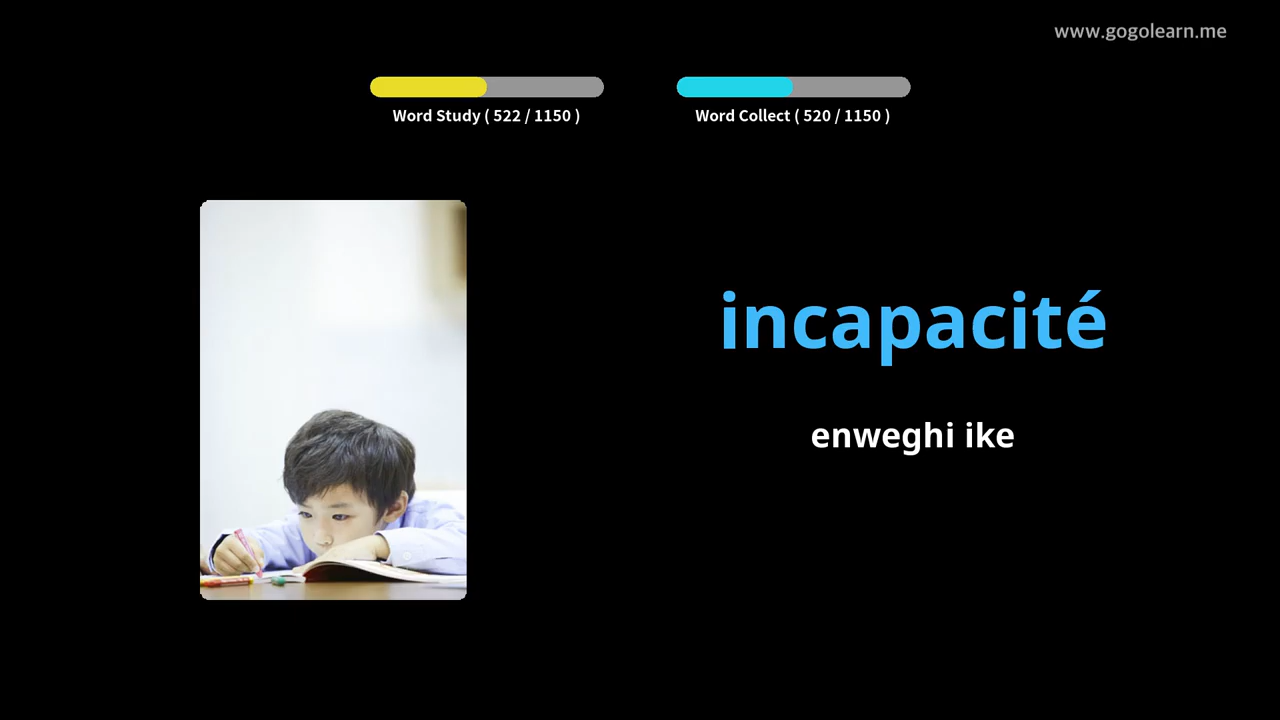 www.gogolearn.me
Word Study ( 522 / 1150 )
Word Collect ( 520 / 1150 )
incapacité
enweghi ike